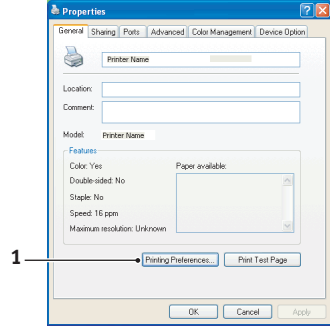 Properties
General Sharing Ports Advanced Color Management Device Option
Printer Name
Location:
Comment:
Model: Printer Name
Features
Color: Yes Paper available:
Double-sided: No
Staple: No
Speed: 16 ppm
Maximum resolution: Unknown
1
Printing Preferences... Print Test Page
OK Cancel Apply